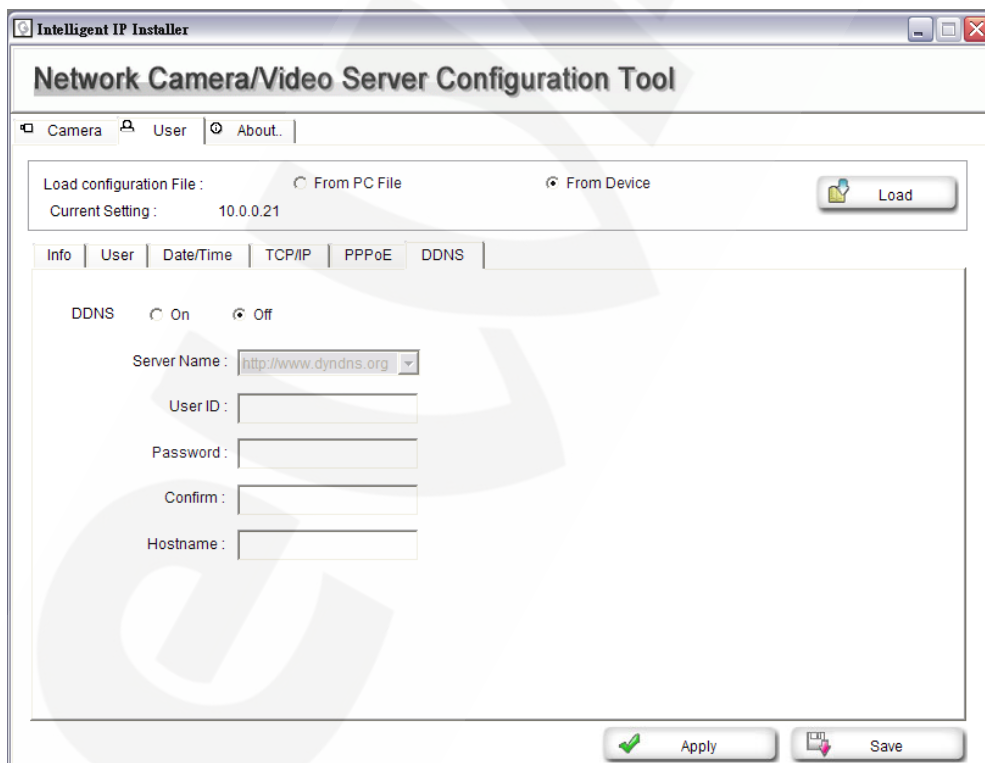 Intelligent IP Installer
Network Camera/Video Server Configuration Tool
Camera User About..
Load configuration File : From PC File From Device
Load
Current Setting : 10.0.0.21
Info User Date/Time TCP/IP PPPoE DDNS
DDNS On Off
Server Name : http://www.dyndns.org
User ID :
Password :
Confirm :
Hostname :
Apply Save